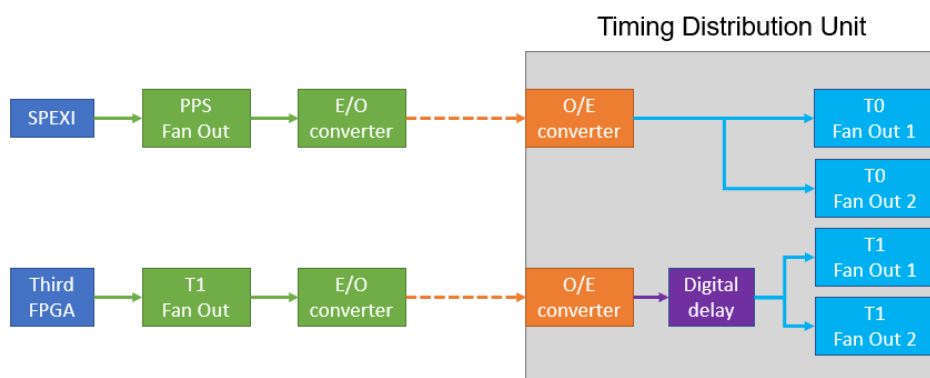 Timing Distribution Unit
SPEXI
PPS
Fan Out
E/O
converter
O/E
converter
T0
Fan Out 1
T0
Fan Out 2
Third
FPGA
T1
Fan Out
E/O
converter
O/E
converter
Digital
delay
T1
Fan Out 1
T1
Fan Out 2